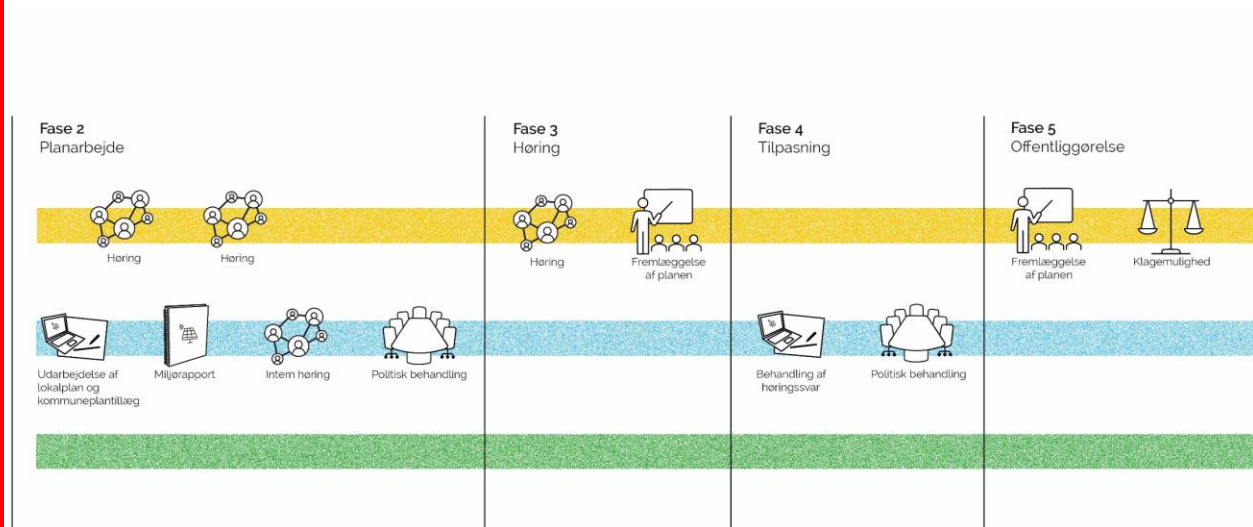 Fase 2
Planarbejde
Fase 3
Høring
Fase 4
Tilpasning
Fase 5
Offentliggørelse
Høring
Høring
Høring
Fremlæggelse
af planen
Fremlæggelse
af planen
Klagemulighed
Udarbejdelse af
lokalplan og
kommuneplantillæg
Miljørapport
Intern høring
Politisk behandling
Behandling af
høringssvar
Politisk behandling